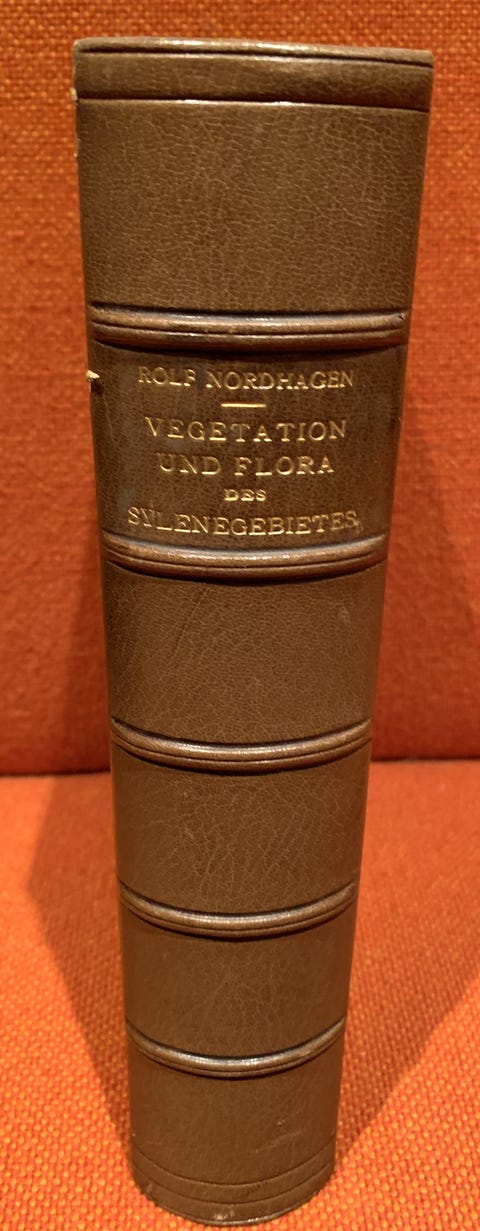 ROLF NORDHAGEN
VEGETATION
UND FLORA
DES
SYLENEGEBIETES